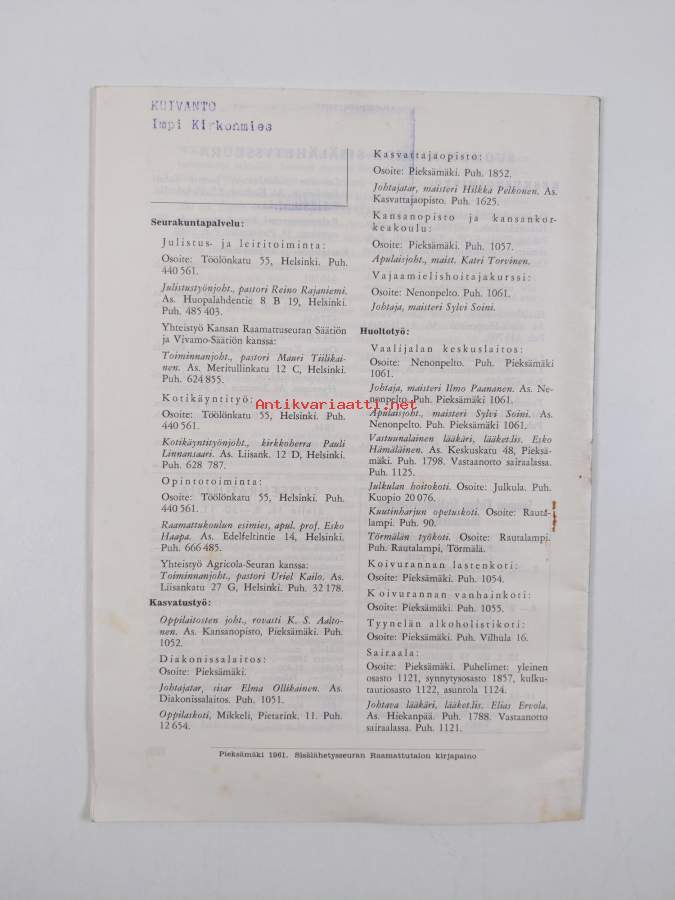 KUIVANTO
Impi Kirkonmies
Seurakuntapalvelu:
Julistus- ja leiritoiminta:
Osoite: Töölönkatu 55, Helsinki. Puh.
440 561.
Julistustyönjoht., pastori Reino Rajaniemi.
As. Huopalahdentie 8 B 19, Helsinki.
Puh. 485 403.
Yhteistyö Kansan Raamattuseuran Säätiön
ja Vivamo-Säätiön kanssa:
Toiminnanjoht., pastori Mauri Tiilikai-
nen. As. Meritullinkatu 12 C, Helsinki.
Puh. 624 855.
Kotikäyntityö:
Osoite: Töölönkatu 55, Helsinki. Puh.
440 561.
Kotikäyntityönjoht., kirkkoherra Pauli
Linnansaari. As. Liisank. 12 D, Helsinki.
Puh. 628 787.
Opintotoiminta:
Osoite: Töölönkatu 55, Helsinki. Puh.
440 561.
Raamattukoulun esimies, apul. prof. Esko
Haapa. As. Edelfeltintie 14, Helsinki.
Puh. 666 485.
Yhteistyö Agricola-Seuran kanssa:
Toiminnanjoht., pastori Uriel Kailo. As.
Liisankatu 27 G, Helsinki. Puh. 32 178.
Kasvatustyö:
Oppilaitosten joht., rovasti K. S. Aalto-
nen. As. Kansanopisto, Pieksämäki. Puh.
1052.
Diakonissalaitos:
Osoite: Pieksämäki.
Johtajatar, sisar Elma Ollikainen. As.
Diakonissalaitos. Puh. 1051.
Oppilaskoti, Mikkeli, Pietarink. 11. Puh.
12 654.
Kasvattajaopisto:
Osoite: Pieksämäki. Puh. 1852.
Johtajatar, maisteri Hilkka Pelkonen. As.
Kasvattajaopisto. Puh. 1625.
Kansanopisto ja kansankor-
keakoulu:
Osoite: Pieksämäki. Puh. 1057.
Apulaisjoht., maist. Katri Torvinen.
Vajaamielishoitajakurssi:
Osoite: Nenonpelto. Puh. 1061.
Johtaja, maisteri Sylvi Soini.
Huoltotyö:
Vaalijalan keskuslaitos:
Osoite: Nenonpelto. Puh. Pieksämäki
1061.
Johtaja, maisteri Ilmo Paananen. As. Ne-
nonpelto. Puh. Pieksämäki 1061.
Antikvariaatti.net
Apulaisjoht., maisteri Sylvi Soini. As.
Nenonpelto. Puh. Pieksämäki 1061.
Vastuunalainen lääkäri, lääket.lis. Esko
Hämäläinen. As. Keskuskatu 48, Pieksä-
mäki. Puh. 1798. Vastaanotto sairaalassa.
Puh. 1125.
Julkulan hoitokoti. Osoite: Julkula. Puh.
Kuopio 20 076.
Kuutinharjun opetuskoti. Osoite: Rauta-
lampi. Puh. 90.
Törmälän työkoti. Osoite: Rautalampi.
Puh. Rautalampi, Törmälä.
Koivurannan lastenkoti:
Osoite: Pieksämäki. Puh. 1054.
Koivurannan vanhainkoti:
Osoite: Pieksämäki. Puh. 1055.
Tyynelän alkoholistikoti:
Osoite: Pieksämäki. Puh. Vilhula 16.
Sairaala:
Osoite: Pieksämäki. Puhelimet: yleinen
osasto 1121, synnytysosasto 1857, kulku-
tautiosasto 1122, asuntola 1124.
Johtava lääkäri, lääket.lis. Elias Ervola.
As. Hiekanpää. Puh. 1788. Vastaanotto
sairaalassa. Puh. 1121.
Pieksämäki 1961. Sisälähetysseuran Raamattutalon kirjapaino